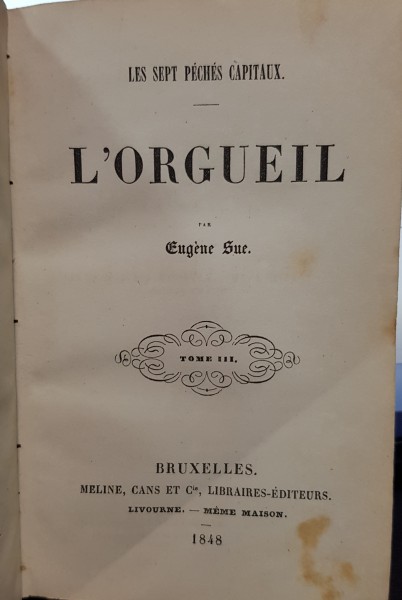 LES SEPT PÉCHÉS CAPITAUX.
L'ORGUEIL
PAR
Eugène Sue.
TOME III.
BRUXELLES.
MELINE, CANS ET Cie, LIBRAIRES-ÉDITEURS.
LIVOURNE. — MÊME MAISON.
1848